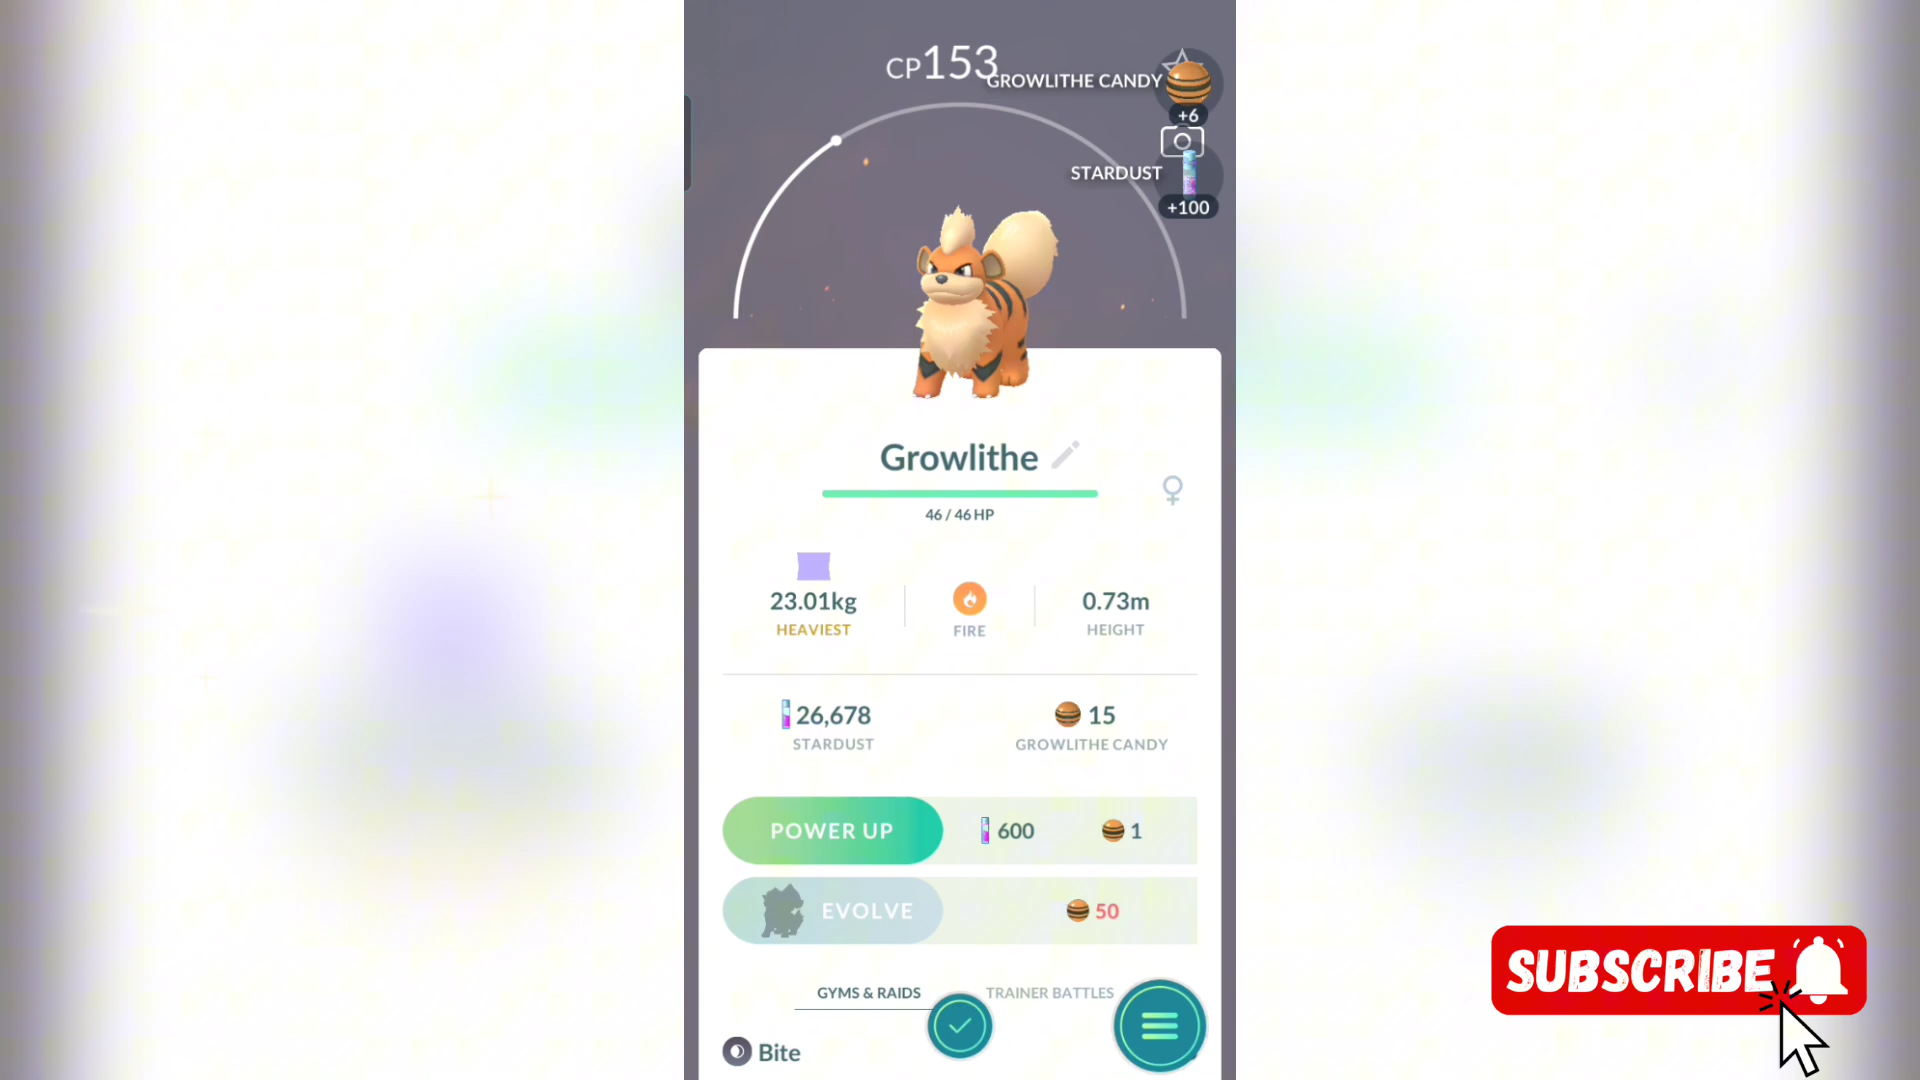 CP153
GROWLITHE CANDY
+6
STARDUST
+100
Growlithe
46 / 46 HP
23.01kg
HEAVIEST
FIRE
0.73m
HEIGHT
26,678
STARDUST
15
GROWLITHE CANDY
POWER UP 600 1
EVOLVE 50
GYMS & RAIDS TRAINER BATTLES
Bite
SUBSCRIBE